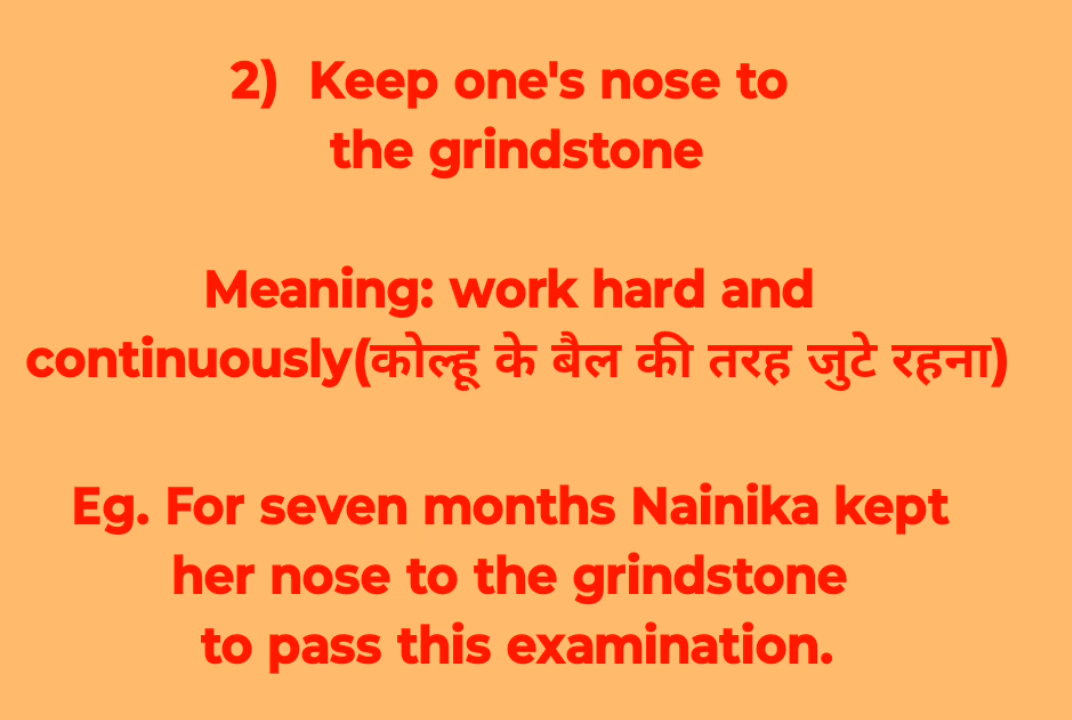 2) Keep one's nose to
the grindstone
Meaning: work hard and
continuously(कोल्हू के बैल की तरह जुटे रहना)
Eg. For seven months Nainika kept
her nose to the grindstone
to pass this examination.